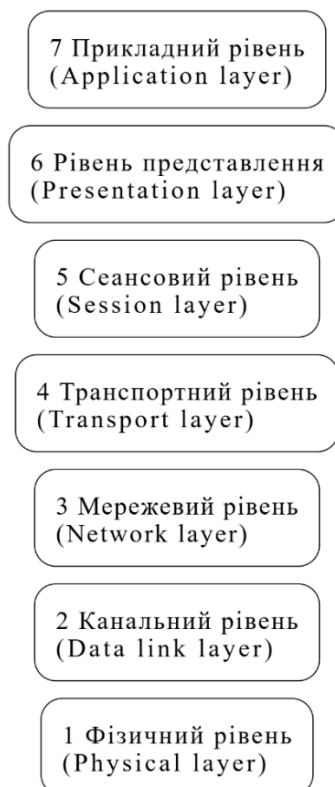 7 Прикладний рівень
(Application layer)
6 Рівень представлення
(Presentation layer)
5 Сеансовий рівень
(Session layer)
4 Транспортний рівень
(Transport layer)
3 Мережевий рівень
(Network layer)
2 Канальний рівень
(Data link layer)
1 Фізичний рівень
(Physical layer)